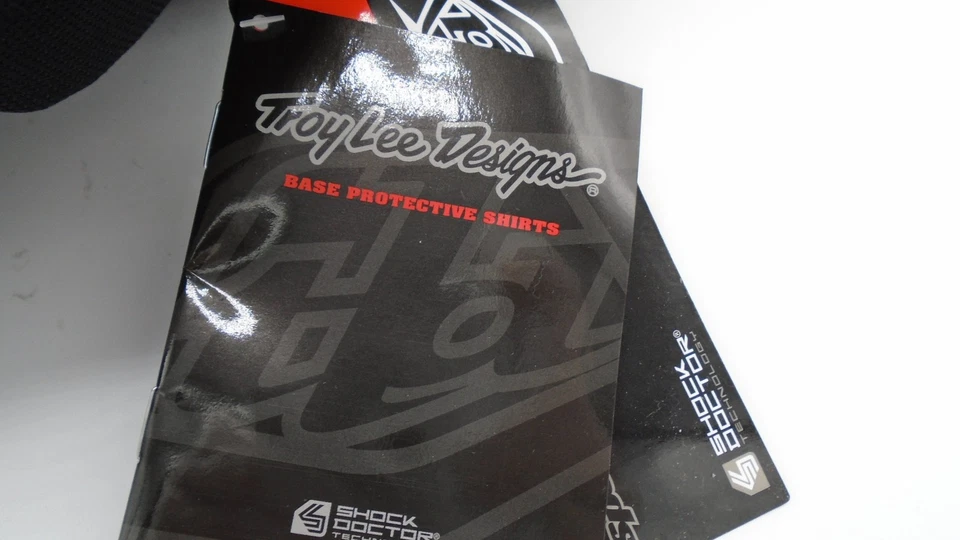 Troy Lee Designs®
BASE PROTECTIVE SHIRTS
SHOCK
DOCTOR®
SHOCK
DOCTOR®
TECHNOLOGY